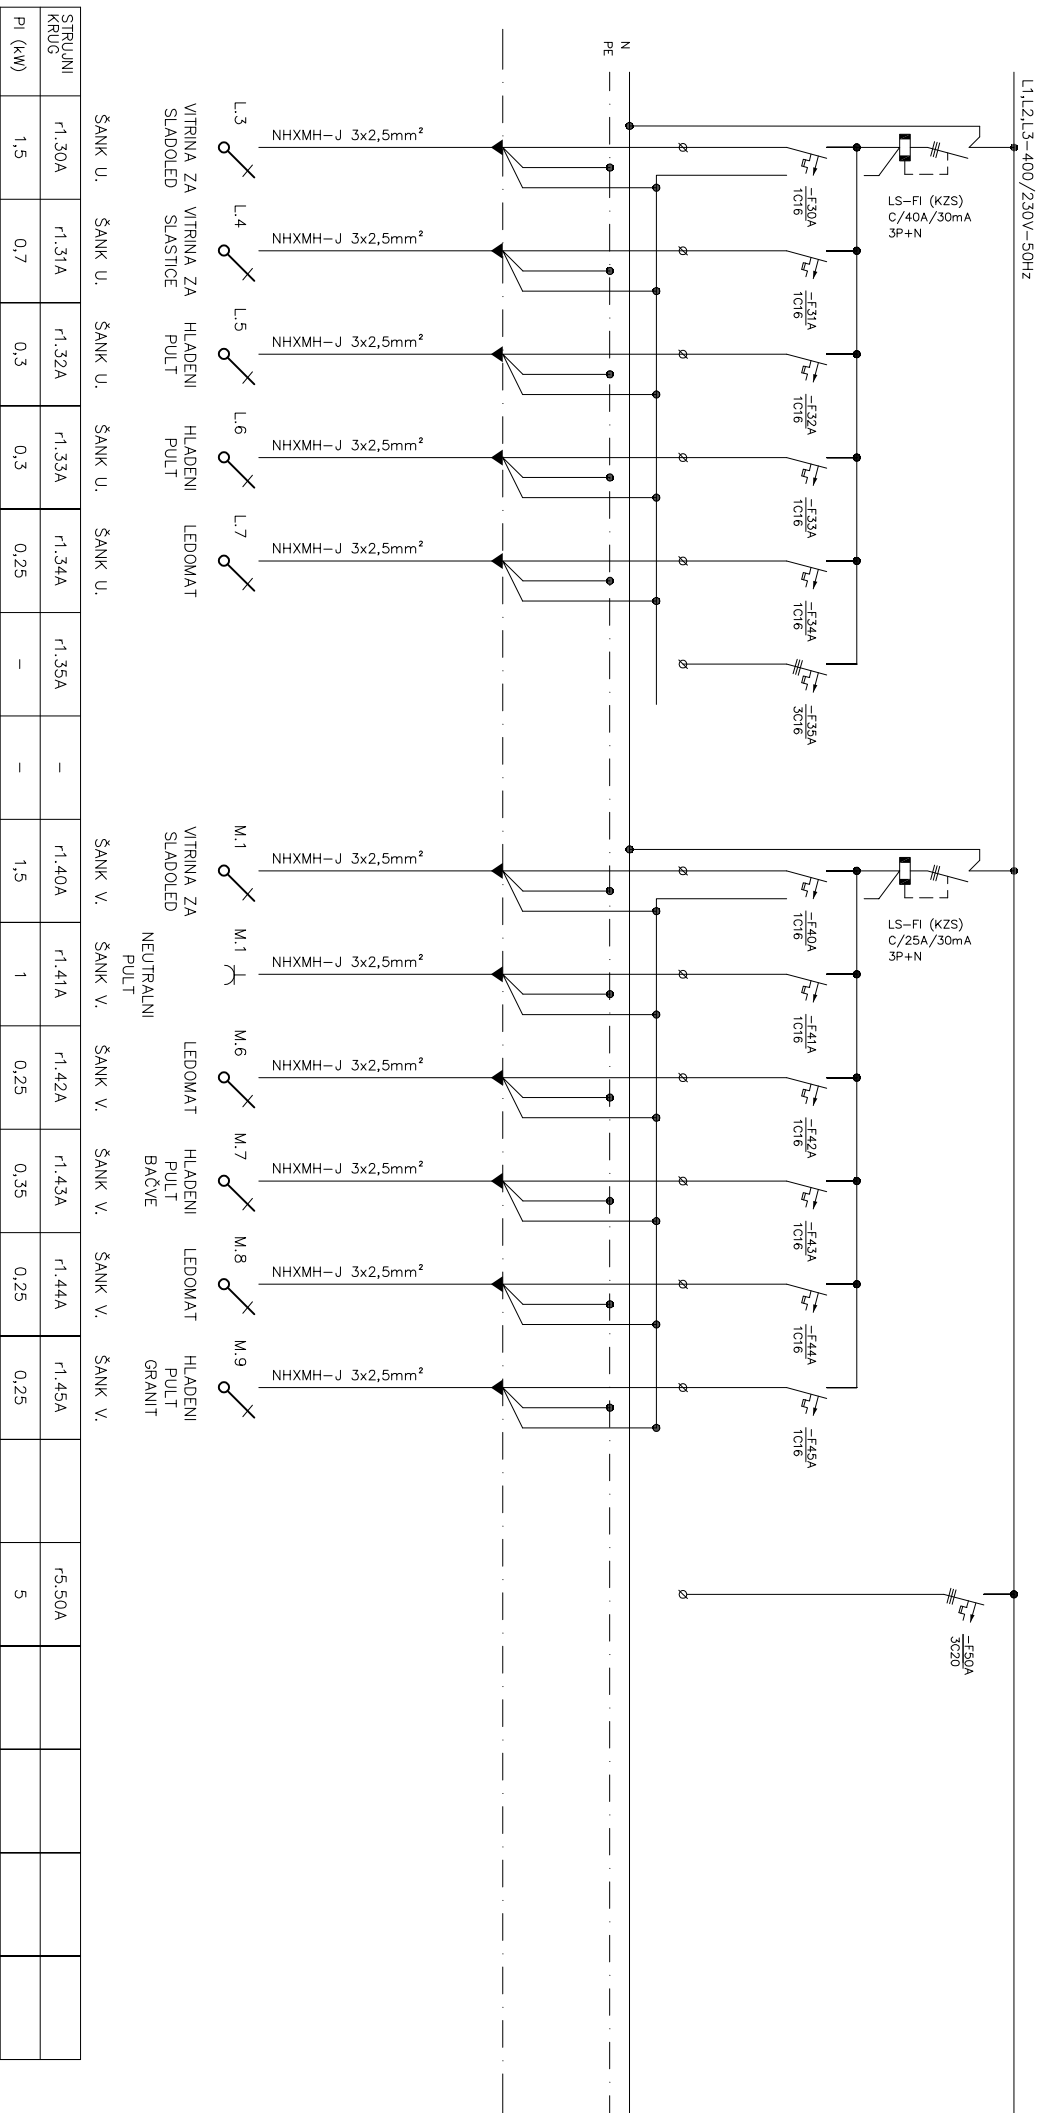 L1,L2,L3-400/230V-50Hz
N
PE
LS-FI (KZS)
C/40A/30mA
3P+N
-F30A
1C16
-F31A
1C16
-F32A
1C16
-F33A
1C16
-F34A
1C16
-F35A
3C16
LS-FI (KZS)
C/25A/30mA
3P+N
-F40A
1C16
-F41A
1C16
-F42A
1C16
-F43A
1C16
-F44A
1C16
-F45A
1C16
-F50A
3C20
NHXMH-J 3x2,5mm²
NHXMH-J 3x2,5mm²
NHXMH-J 3x2,5mm²
NHXMH-J 3x2,5mm²
NHXMH-J 3x2,5mm²
NHXMH-J 3x2,5mm²
NHXMH-J 3x2,5mm²
NHXMH-J 3x2,5mm²
NHXMH-J 3x2,5mm²
NHXMH-J 3x2,5mm²
NHXMH-J 3x2,5mm²
L.3
VITRINA ZA
SLADOLED
L.4
VITRINA ZA
SLASTICE
L.5
HLAĐENI
PULT
L.6
HLAĐENI
PULT
L.7
LEDOMAT
M.1
VITRINA ZA
SLADOLED
M.1
NEUTRALNI
PULT
M.6
LEDOMAT
M.7
HLAĐENI
PULT
BAČVE
M.8
LEDOMAT
M.9
HLAĐENI
PULT
GRANIT
ŠANK U.
ŠANK U.
ŠANK U.
ŠANK U.
ŠANK U.
ŠANK V.
ŠANK V.
ŠANK V.
ŠANK V.
ŠANK V.
ŠANK V.
STRUJNI
KRUG
r1.30A r1.31A r1.32A r1.33A r1.34A r1.35A - r1.40A r1.41A r1.42A r1.43A r1.44A r1.45A r5.50A
PI (kW) 1,5 0,7 0,3 0,3 0,25 - - 1,5 1 0,25 0,35 0,25 0,25 5